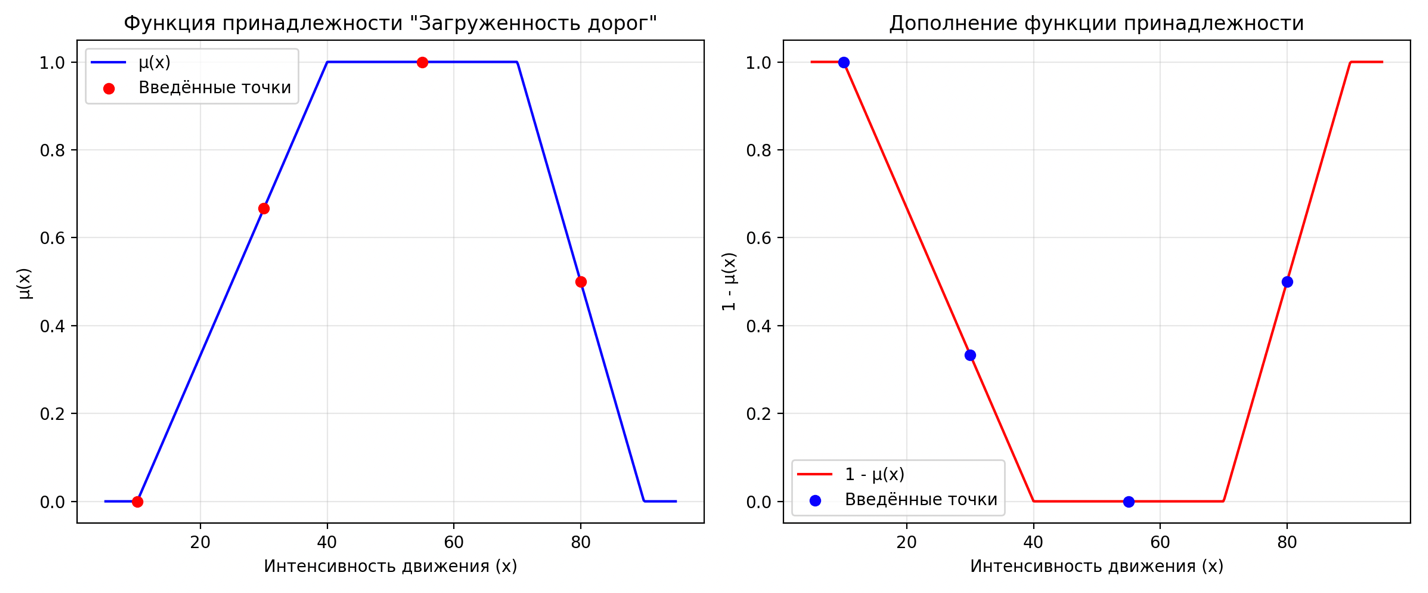 Функция принадлежности "Загруженность дорог"
μ(x)
Введённые точки
1.0
0.8
0.6
0.4
0.2
0.0
μ(x)
20
40
60
80
Интенсивность движения (x)
Дополнение функции принадлежности
1.0
0.8
0.6
0.4
0.2
0.0
1 - μ(x)
1 - μ(x)
Введённые точки
20
40
60
80
Интенсивность движения (x)